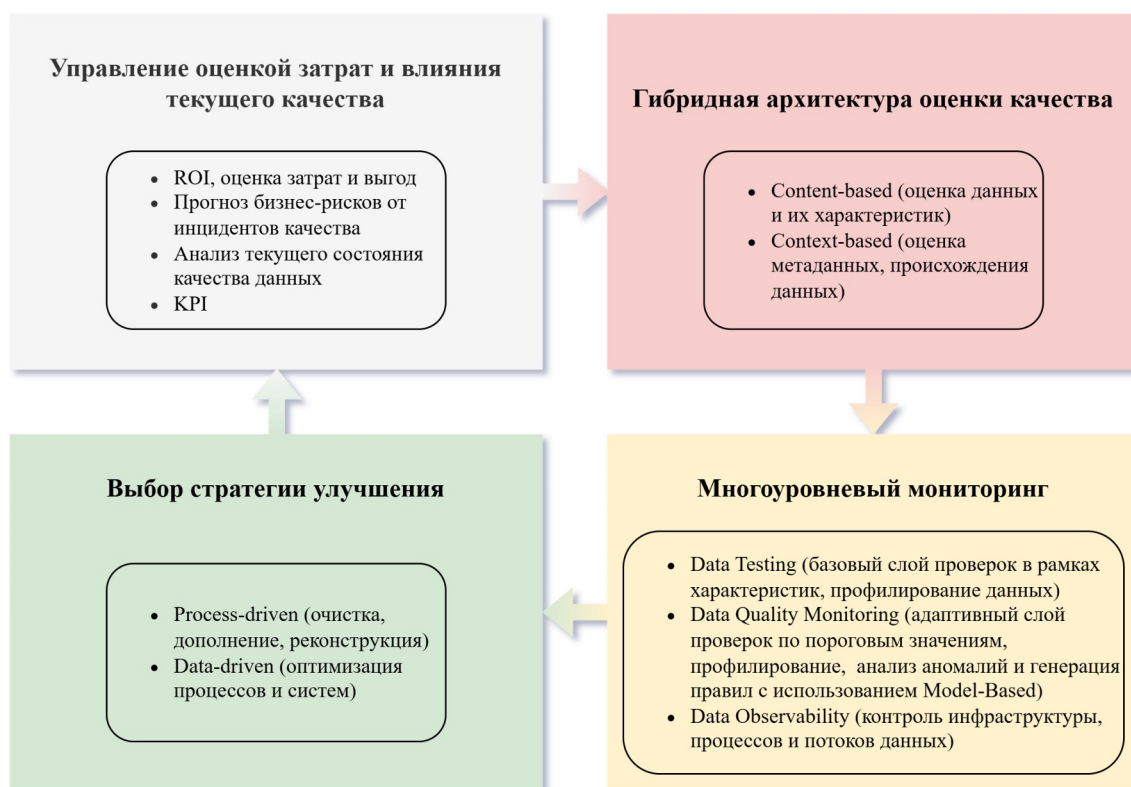 Управление оценкой затрат и влияния
текущего качества
• ROI, оценка затрат и выгод
• Прогноз бизнес-рисков от
инцидентов качества
• Анализ текущего состояния
качества данных
• KPI
Гибридная архитектура оценки качества
• Content-based (оценка данных
и их характеристик)
• Context-based (оценка
метаданных, происхождения
данных)
Выбор стратегии улучшения
• Process-driven (очистка,
дополнение, реконструкция)
• Data-driven (оптимизация
процессов и систем)
Многоуровневый мониторинг
• Data Testing (базовый слой проверок в рамках
характеристик, профилирование данных)
• Data Quality Monitoring (адаптивный слой
проверок по пороговым значениям,
профилирование, анализ аномалий и генерация
правил с использованием Model-Based)
• Data Observability (контроль инфраструктуры,
процессов и потоков данных)